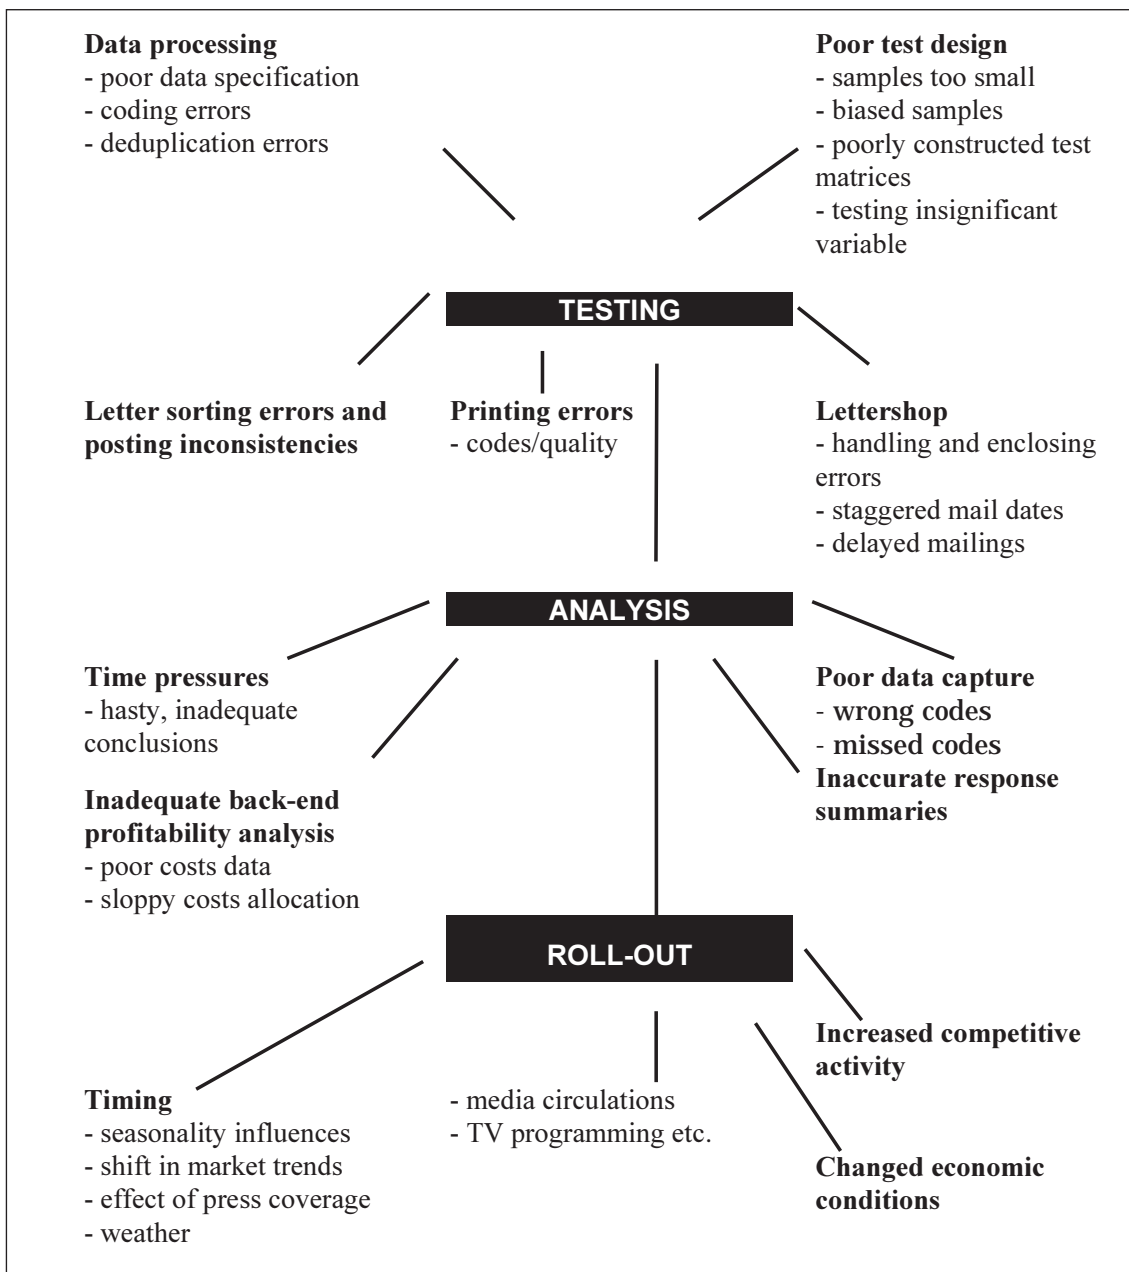 Data processing
- poor data specification
- coding errors
- deduplication errors
Poor test design
- samples too small
- biased samples
- poorly constructed test
matrices
- testing insignificant
variable
TESTING
Letter sorting errors and
posting inconsistencies
Printing errors
- codes/quality
Lettershop
- handling and enclosing
errors
- staggered mail dates
- delayed mailings
ANALYSIS
Time pressures
- hasty, inadequate
conclusions
Inadequate back-end
profitability analysis
- poor costs data
- sloppy costs allocation
Poor data capture
- wrong codes
- missed codes
Inaccurate response
summaries
ROLL-OUT
Timing
- seasonality influences
- shift in market trends
- effect of press coverage
- weather
- media circulations
- TV programming etc.
Increased competitive
activity
Changed economic
conditions